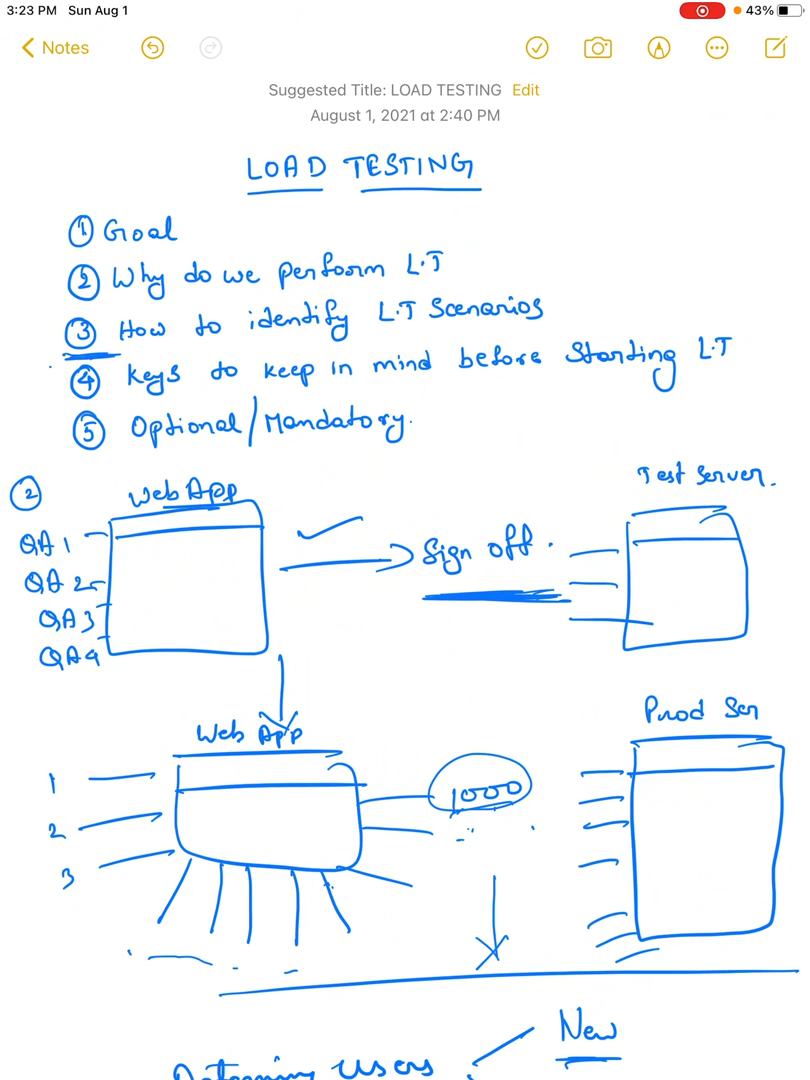 3:23 PM Sun Aug 1
43%
Notes
Suggested Title: LOAD TESTING Edit
August 1, 2021 at 2:40 PM
LOAD TESTING
① Goal
② Why do we perform L.T
③ How to identify L.T Scenarios
④ Keys to keep in mind before Starting L.T
⑤ Optional/Mandatory.
②
Web App
Test Server.
QA 1
QA 2
QA 3
QA 4
Sign off.
Web App
Prod Ser
1
2
3
1000
New
Determining Users